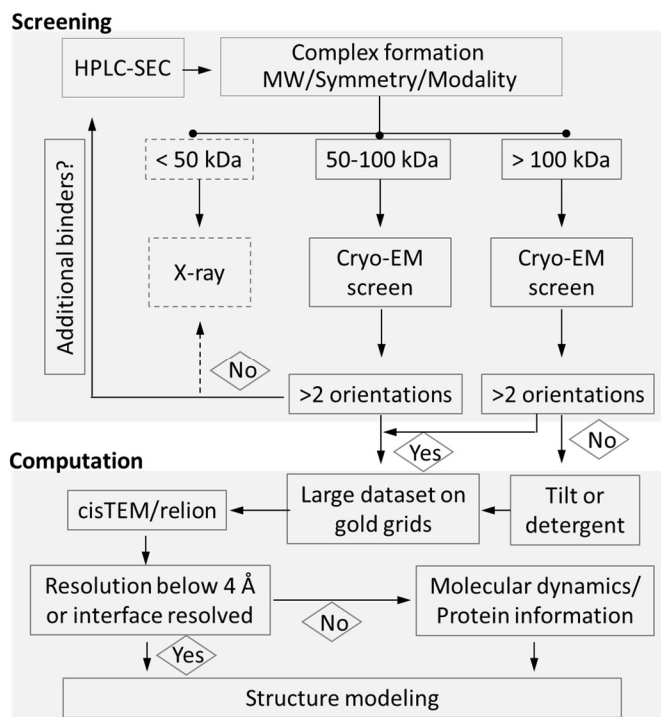 Screening
HPLC-SEC
Complex formation
MW/Symmetry/Modality
< 50 kDa
50-100 kDa
> 100 kDa
Additional binders?
X-ray
Cryo-EM
screen
Cryo-EM
screen
No
>2 orientations
>2 orientations
Yes
No
Computation
cisTEM/relion
Large dataset on
gold grids
Tilt or
detergent
Resolution below 4 Å
or interface resolved
No
Molecular dynamics/
Protein information
Yes
Structure modeling